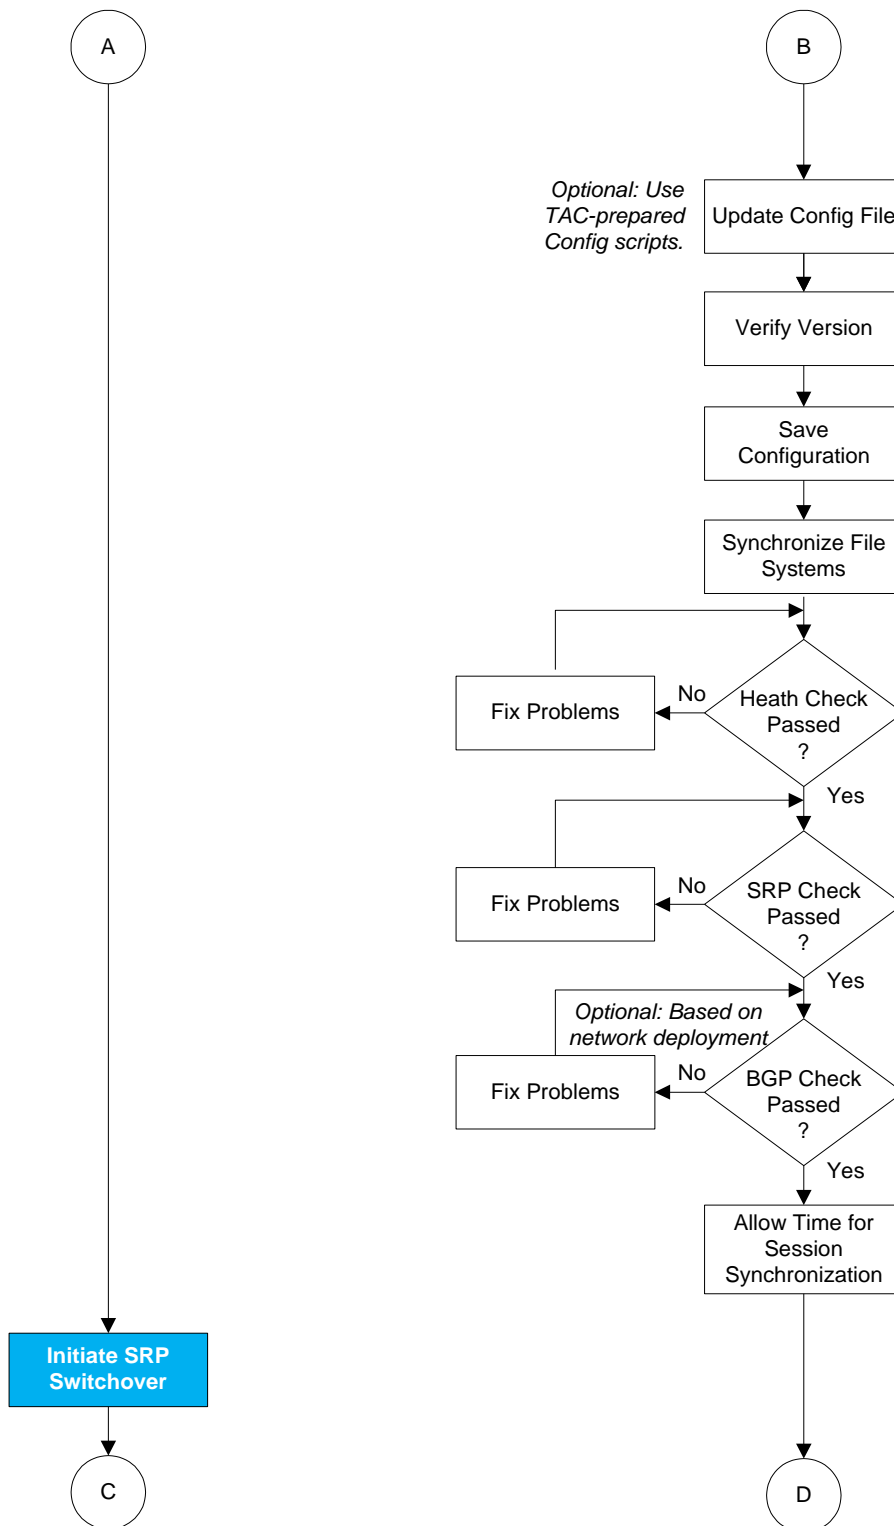 A
B
Optional: Use
TAC-prepared
Config scripts.
Update Config File
Verify Version
Save
Configuration
Synchronize File
Systems
Fix Problems
No
Heath Check
Passed
?
Yes
Fix Problems
No
SRP Check
Passed
?
Yes
Optional: Based on
network deployment
Fix Problems
No
BGP Check
Passed
?
Yes
Allow Time for
Session
Synchronization
Initiate SRP
Switchover
C
D